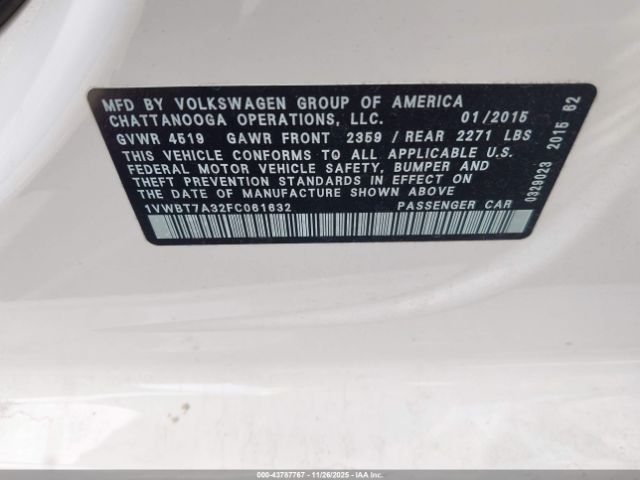 MFD BY VOLKSWAGEN GROUP OF AMERICA
CHATTANOOGA OPERATIONS, LLC. 01/2015
GVWR 4519 GAWR FRONT 2359 / REAR 2271 LBS
THIS VEHICLE CONFORMS TO ALL APPLICABLE U.S.
FEDERAL MOTOR VEHICLE SAFETY, BUMPER AND
THEFT PREVENTION STANDARDS IN EFFECT ON
THE DATE OF MANUFACTURE SHOWN ABOVE
1VWBT7A32FC061632 PASSENGER CAR
0329023 2015 62
000-43787767 | 11/26/2025 | IAA, Inc.